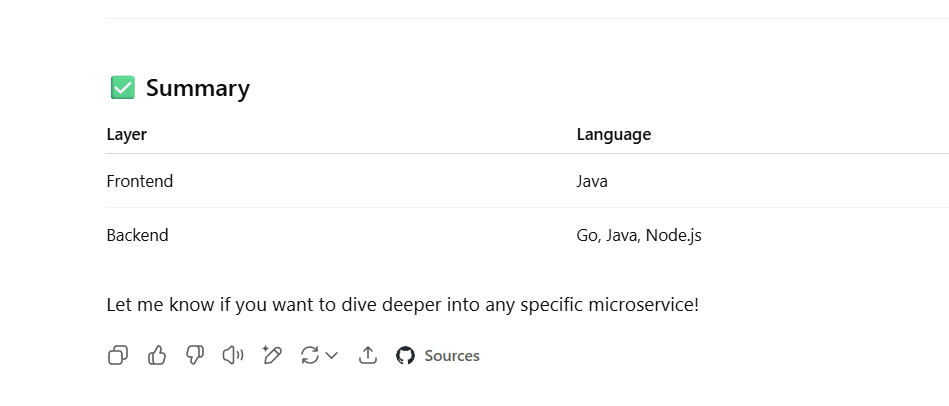 ✅ Summary
Layer Language
Frontend Java
Backend Go, Java, Node.js
Let me know if you want to dive deeper into any specific microservice!
Sources